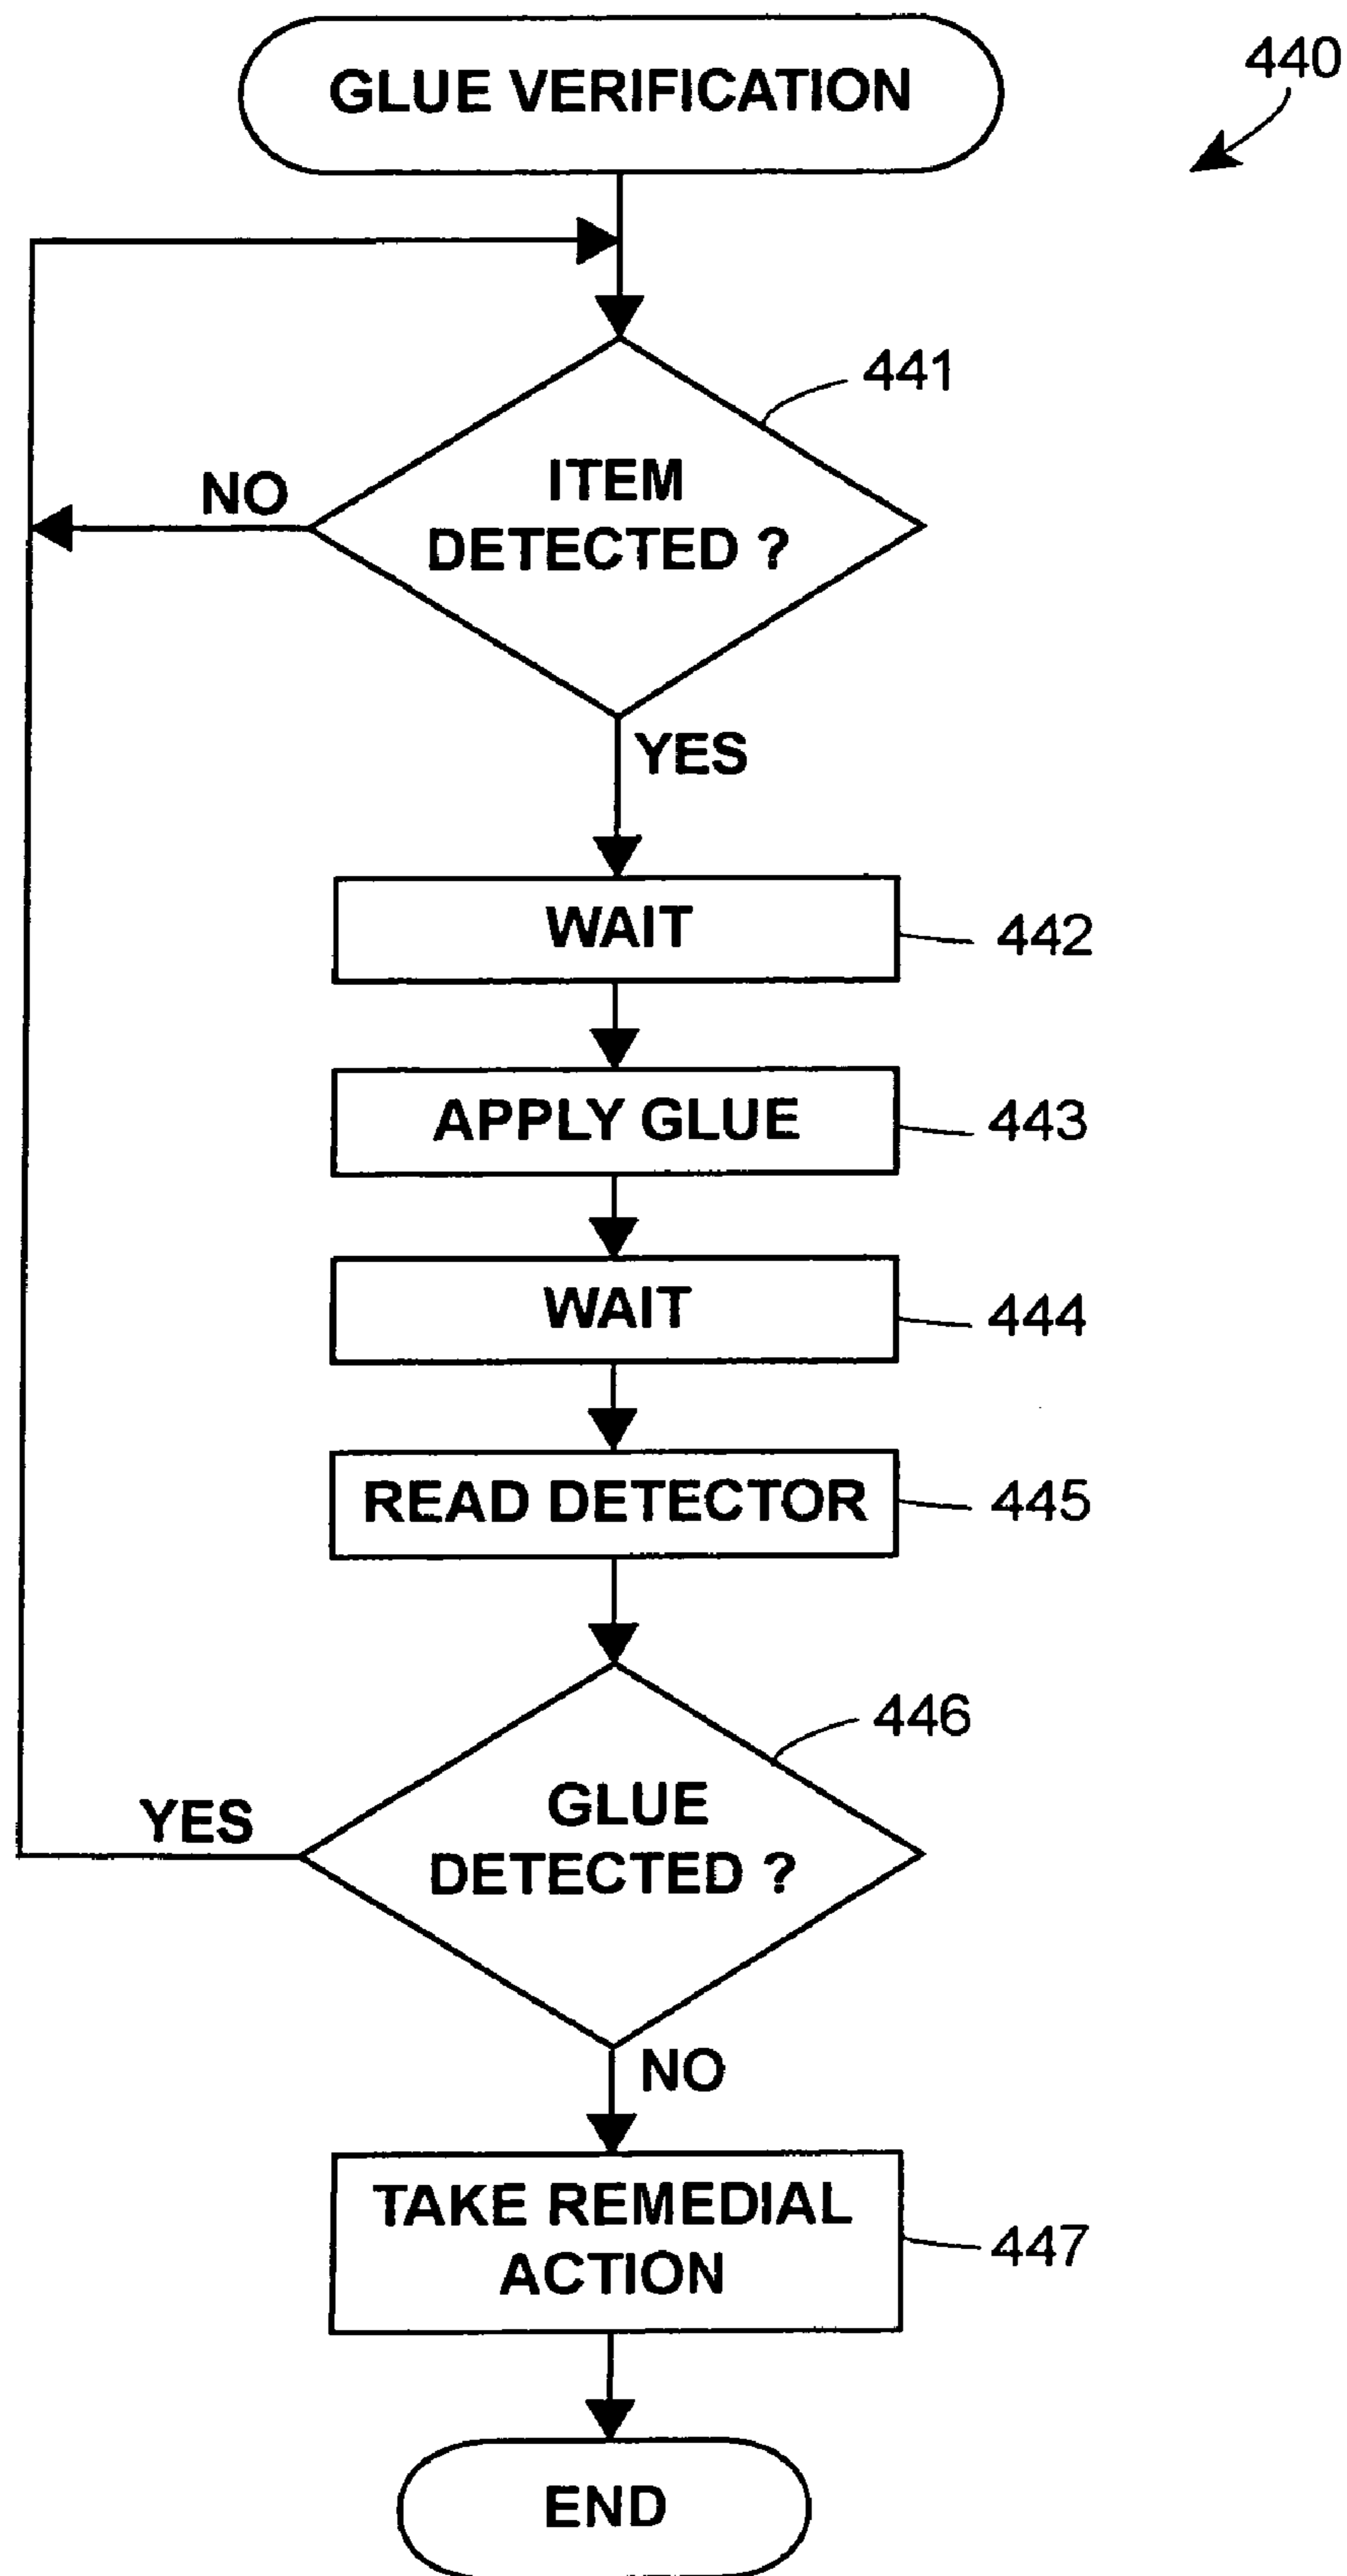 GLUE VERIFICATION
440
441
ITEM
DETECTED ?
NO
YES
WAIT
442
APPLY GLUE
443
WAIT
444
READ DETECTOR
445
446
GLUE
DETECTED ?
YES
NO
TAKE REMEDIAL
ACTION
447
END